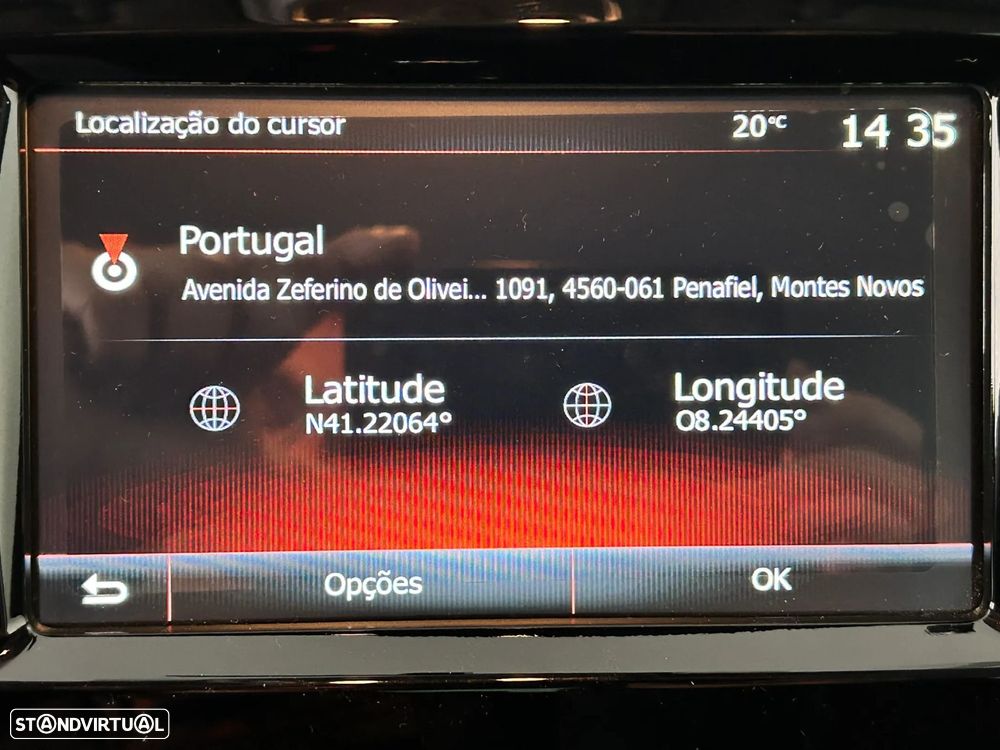 Localização do cursor 20°C 14 35
Portugal
Avenida Zeferino de Olivei... 1091, 4560-061 Penafiel, Montes Novos
Latitude Longitude
N41.22064° O8.24405°
Opções OK
STANDVIRTUAL